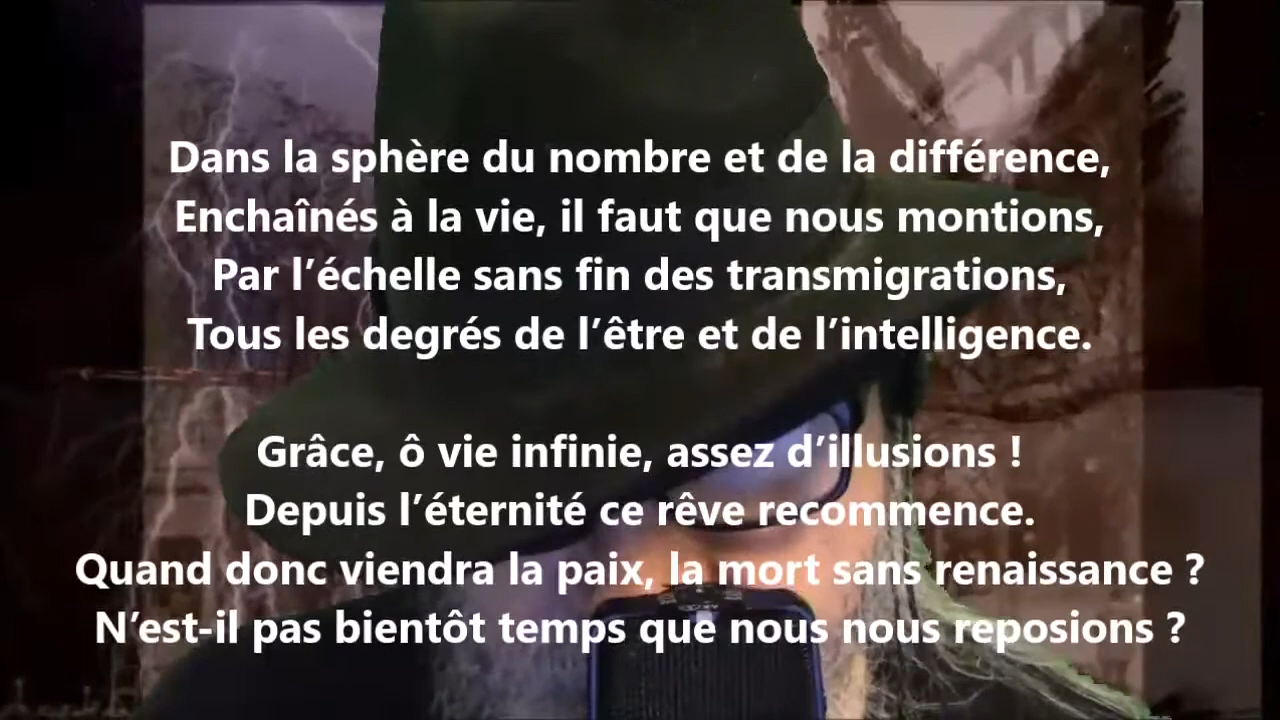 Dans la sphère du nombre et de la différence,
Enchaînés à la vie, il faut que nous montions,
Par l’échelle sans fin des transmigrations,
Tous les degrés de l’être et de l’intelligence.
Grâce, ô vie infinie, assez d’illusions !
Depuis l’éternité ce rêve recommence.
Quand donc viendra la paix, la mort sans renaissance ?
N’est-il pas bientôt temps que nous nous reposions ?